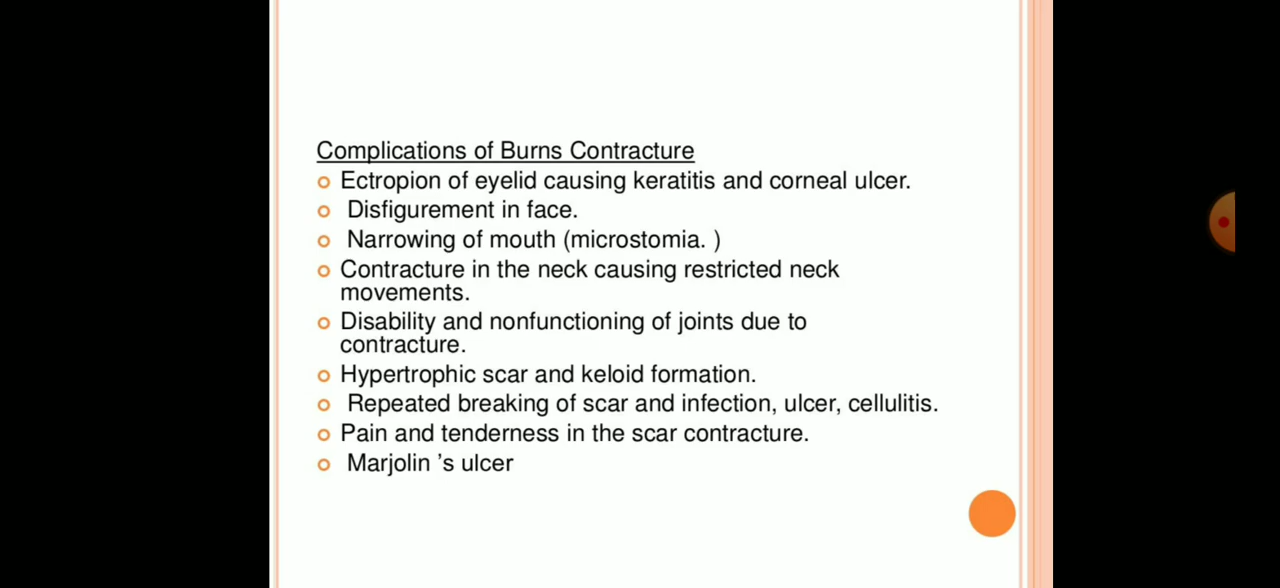 Complications of Burns Contracture
Ectropion of eyelid causing keratitis and corneal ulcer.
Disfigurement in face.
Narrowing of mouth (microstomia. )
Contracture in the neck causing restricted neck
movements.
Disability and nonfunctioning of joints due to
contracture.
Hypertrophic scar and keloid formation.
Repeated breaking of scar and infection, ulcer, cellulitis.
Pain and tenderness in the scar contracture.
Marjolin ’s ulcer